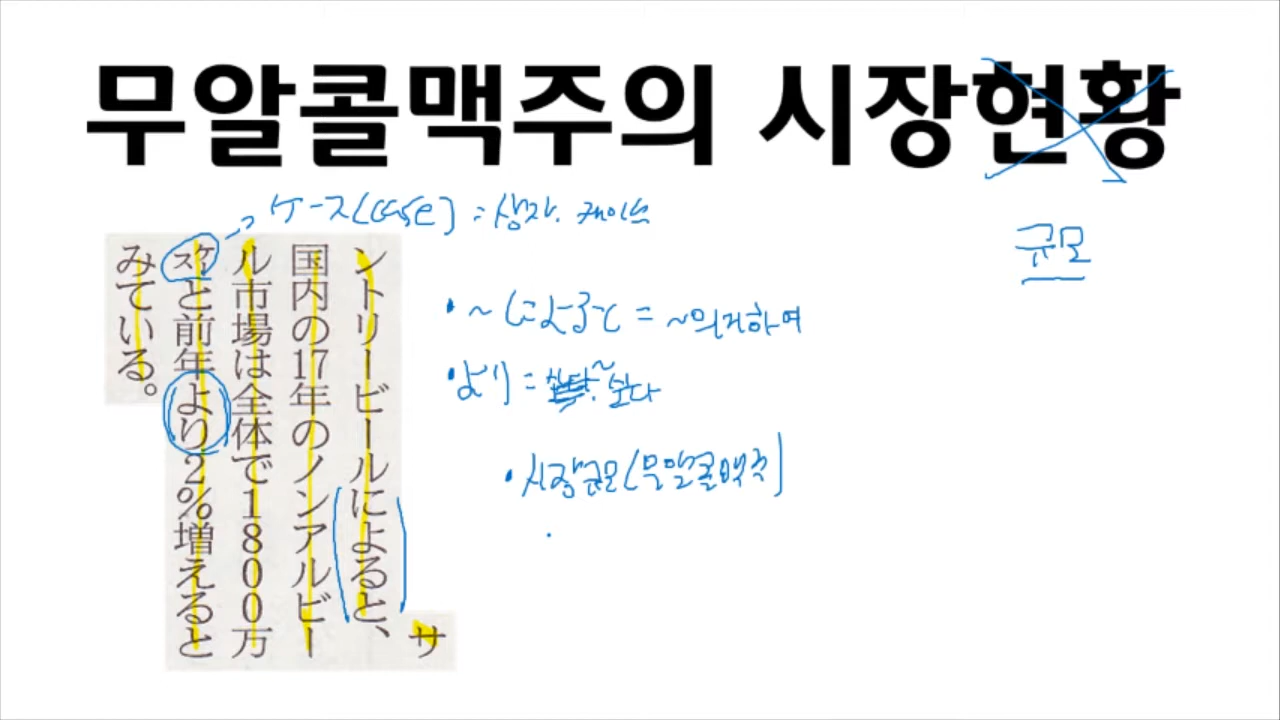 무알콜맥주의 시장현황
규모
ケース(case) = 상자. 케이스
サ
ントリービールによると、
国内の17年のノンアルビー
ル市場は全体で1800万
ケースと前年より2%増えると
みている。
・~によると = ~의거하여
・より = ~보다
・시장규모(무알콜맥주)